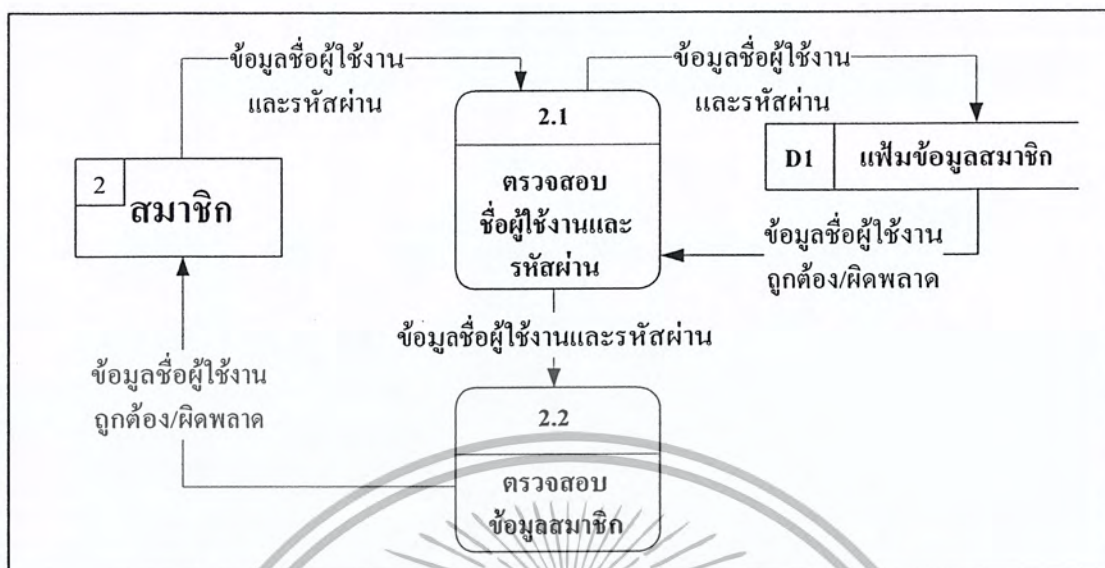 ข้อมูลชื่อผู้ใช้งาน
และรหัสผ่าน
ข้อมูลชื่อผู้ใช้งาน
และรหัสผ่าน
2.1
ตรวจสอบ
ชื่อผู้ใช้งานและ
รหัสผ่าน
D1
แฟ้มข้อมูลสมาชิก
2
สมาชิก
ข้อมูลชื่อผู้ใช้งาน
ถูกต้อง/ผิดพลาด
ข้อมูลชื่อผู้ใช้งานและรหัสผ่าน
ข้อมูลชื่อผู้ใช้งาน
ถูกต้อง/ผิดพลาด
2.2
ตรวจสอบ
ข้อมูลสมาชิก